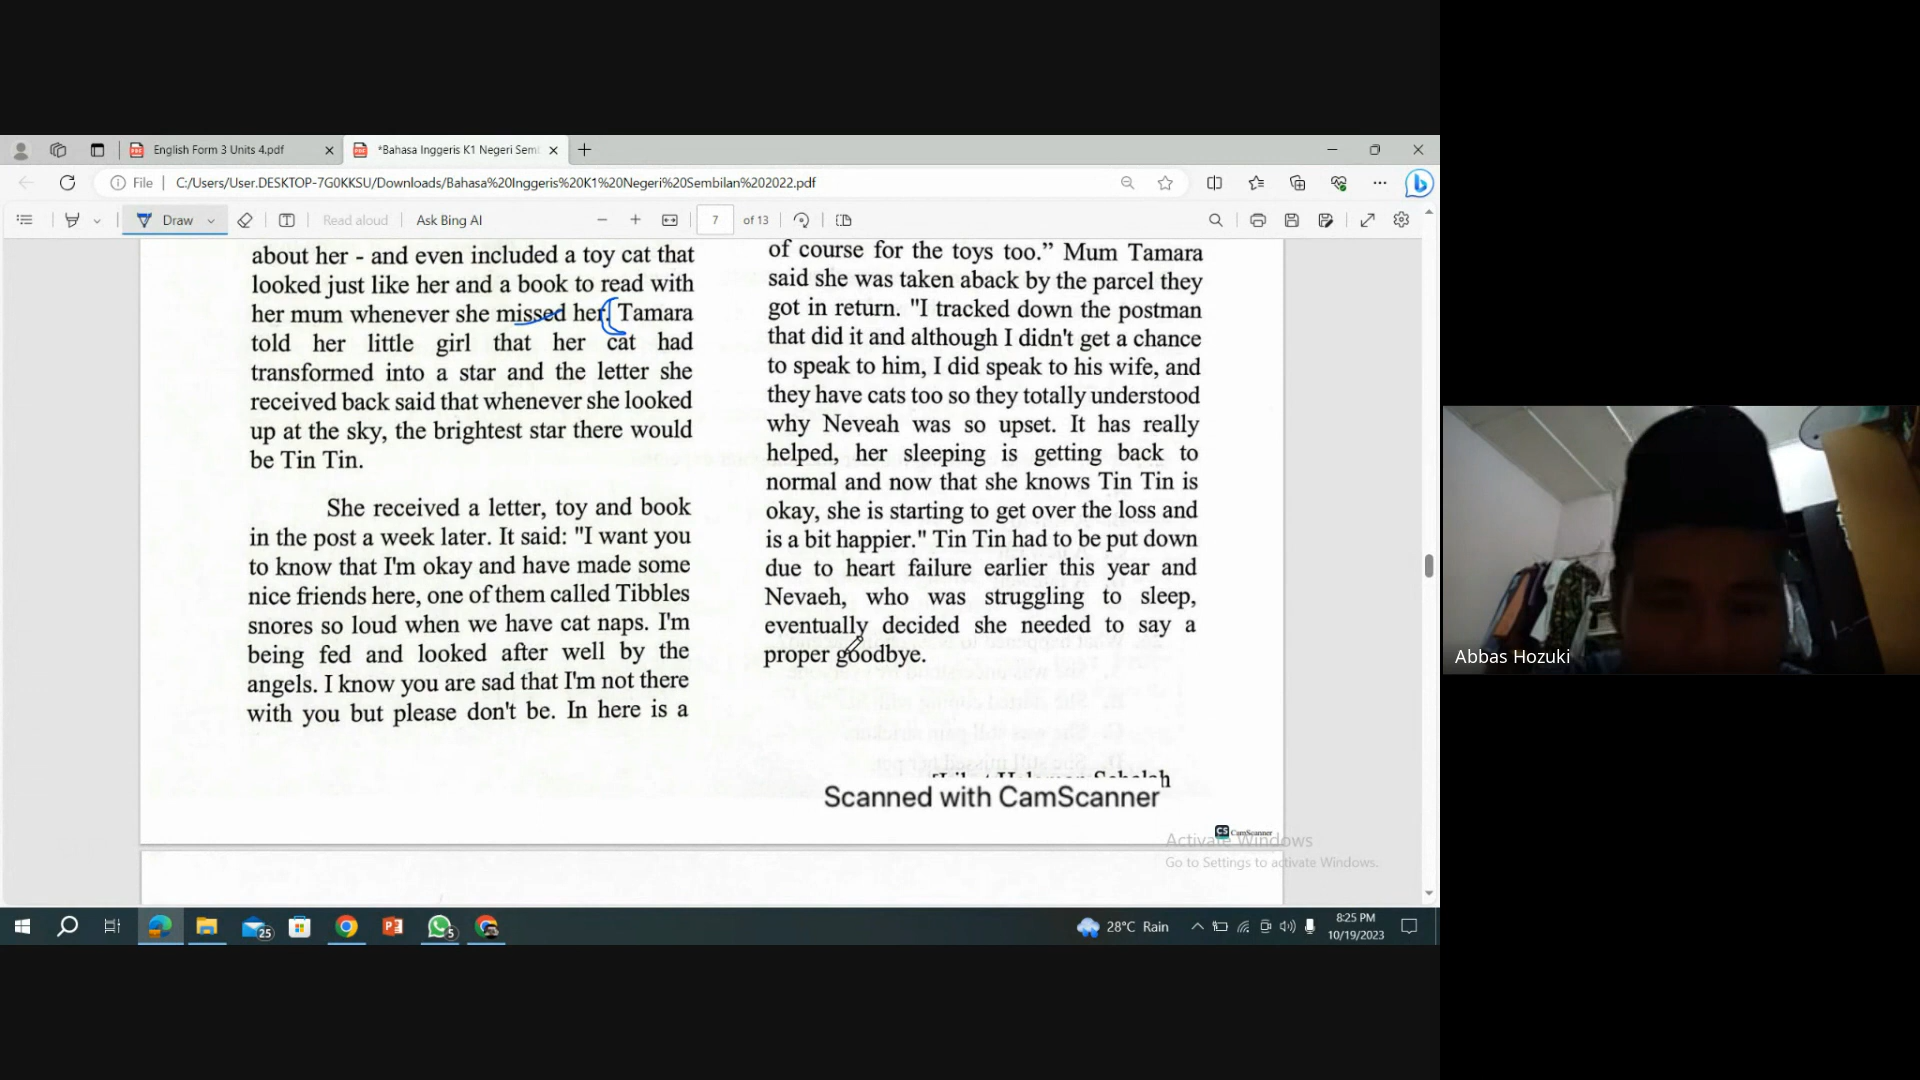 English Form 3 Units 4.pdf
*Bahasa Inggeris K1 Negeri Sem
File
C:/Users/User.DESKTOP-7G0KKSU/Downloads/Bahasa%20Inggeris%20K1%20Negeri%20Sembilan%202022.pdf
Draw
Read aloud
Ask Bing AI
7
of 13
about her - and even included a toy cat that
looked just like her and a book to read with
her mum whenever she missed her. Tamara
told her little girl that her cat had
transformed into a star and the letter she
received back said that whenever she looked
up at the sky, the brightest star there would
be Tin Tin.
She received a letter, toy and book
in the post a week later. It said: "I want you
to know that I'm okay and have made some
nice friends here, one of them called Tibbles
snores so loud when we have cat naps. I'm
being fed and looked after well by the
angels. I know you are sad that I'm not there
with you but please don't be. In here is a
of course for the toys too.” Mum Tamara
said she was taken aback by the parcel they
got in return. "I tracked down the postman
that did it and although I didn't get a chance
to speak to him, I did speak to his wife, and
they have cats too so they totally understood
why Neveah was so upset. It has really
helped, her sleeping is getting back to
normal and now that she knows Tin Tin is
okay, she is starting to get over the loss and
is a bit happier." Tin Tin had to be put down
due to heart failure earlier this year and
Nevaeh, who was struggling to sleep,
eventually decided she needed to say a
proper goodbye.
Scanned with CamScanner
CS CamScanner
Activate Windows
Go to Settings to activate Windows.
25
5
28°C Rain
8:25 PM
10/19/2023
Abbas Hozuki